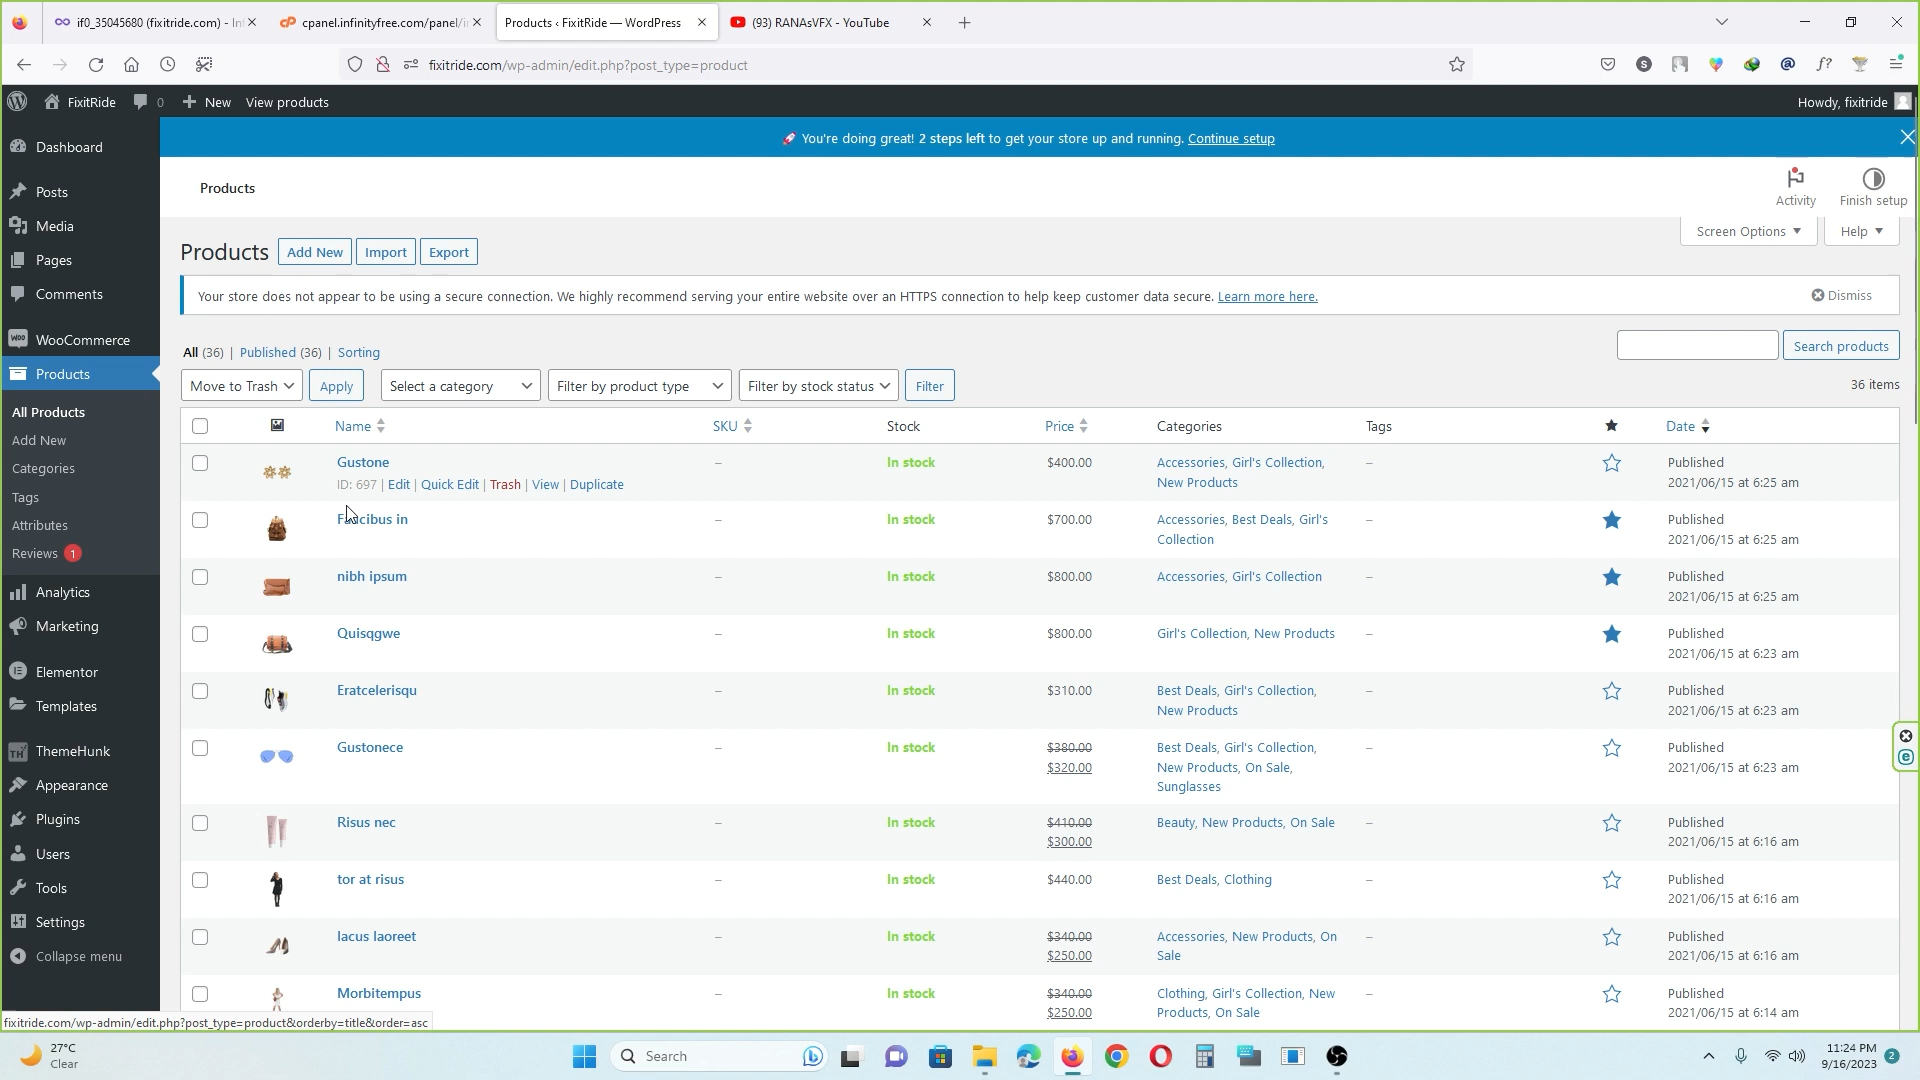 if0_35045680 (fixitride.com) - In
cpanel.infinityfree.com/panel/i
Products ‹ FixitRide — WordPress
(93) RANAsVFX - YouTube
fixitride.com/wp-admin/edit.php?post_type=product
FixitRide
0
New
View products
Howdy, fixitride
🚀 You're doing great! 2 steps left to get your store up and running. Continue setup
Dashboard
Posts
Media
Pages
Comments
WooCommerce
Products
All Products
Add New
Categories
Tags
Attributes
Reviews 1
Analytics
Marketing
Elementor
Templates
ThemeHunk
Appearance
Plugins
Users
Tools
Settings
Collapse menu
Products
Activity
Finish setup
Screen Options
Help
Products
Add New
Import
Export
Your store does not appear to be using a secure connection. We highly recommend serving your entire website over an HTTPS connection to help keep customer data secure. Learn more here.
Dismiss
All (36) | Published (36) | Sorting
Search products
Move to Trash
Apply
Select a category
Filter by product type
Filter by stock status
Filter
36 items
Name SKU Stock Price Categories Tags Date
Gustone – In stock $400.00 Accessories, Girl's Collection, – Published
ID: 697 | Edit | Quick Edit | Trash | View | Duplicate New Products 2021/06/15 at 6:25 am
Faucibus in – In stock $700.00 Accessories, Best Deals, Girl's – Published
Collection 2021/06/15 at 6:25 am
nibh ipsum – In stock $800.00 Accessories, Girl's Collection – Published
2021/06/15 at 6:25 am
Quisqgwe – In stock $800.00 Girl's Collection, New Products – Published
2021/06/15 at 6:23 am
Eratcelerisqu – In stock $310.00 Best Deals, Girl's Collection, – Published
New Products 2021/06/15 at 6:23 am
Gustonece – In stock $380.00 Best Deals, Girl's Collection, – Published
$320.00 New Products, On Sale, 2021/06/15 at 6:23 am
Sunglasses
Risus nec – In stock $410.00 Beauty, New Products, On Sale – Published
$300.00 2021/06/15 at 6:16 am
tor at risus – In stock $440.00 Best Deals, Clothing – Published
2021/06/15 at 6:16 am
lacus laoreet – In stock $340.00 Accessories, New Products, On – Published
$250.00 Sale 2021/06/15 at 6:16 am
Morbitempus – In stock $340.00 Clothing, Girl's Collection, New – Published
$250.00 Products, On Sale 2021/06/15 at 6:14 am
fixitride.com/wp-admin/edit.php?post_type=product&orderby=title&order=asc
27°C
Clear
Search
11:24 PM
9/16/2023
2